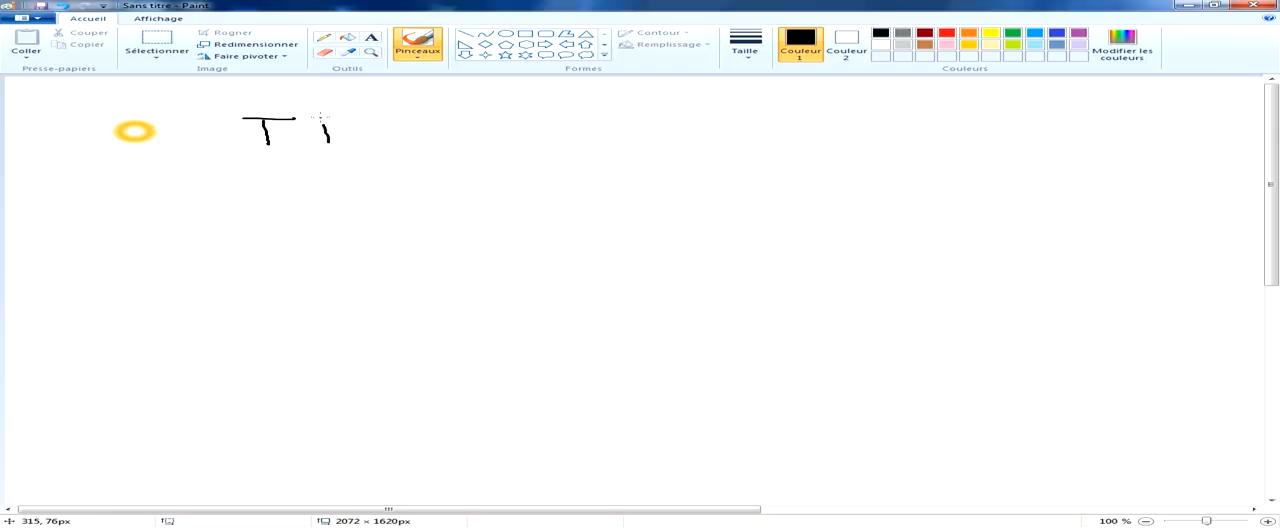 Sans titre - Paint
Accueil
Affichage
Coller
Couper
Copier
Presse-papiers
Sélectionner
Rogner
Redimensionner
Faire pivoter
Image
A
Outils
Pinceaux
Contour
Remplissage
Formes
Taille
Couleur 1
Couleur 2
Modifier les couleurs
Couleurs
T i
315, 76px
2072 × 1620px
100 %